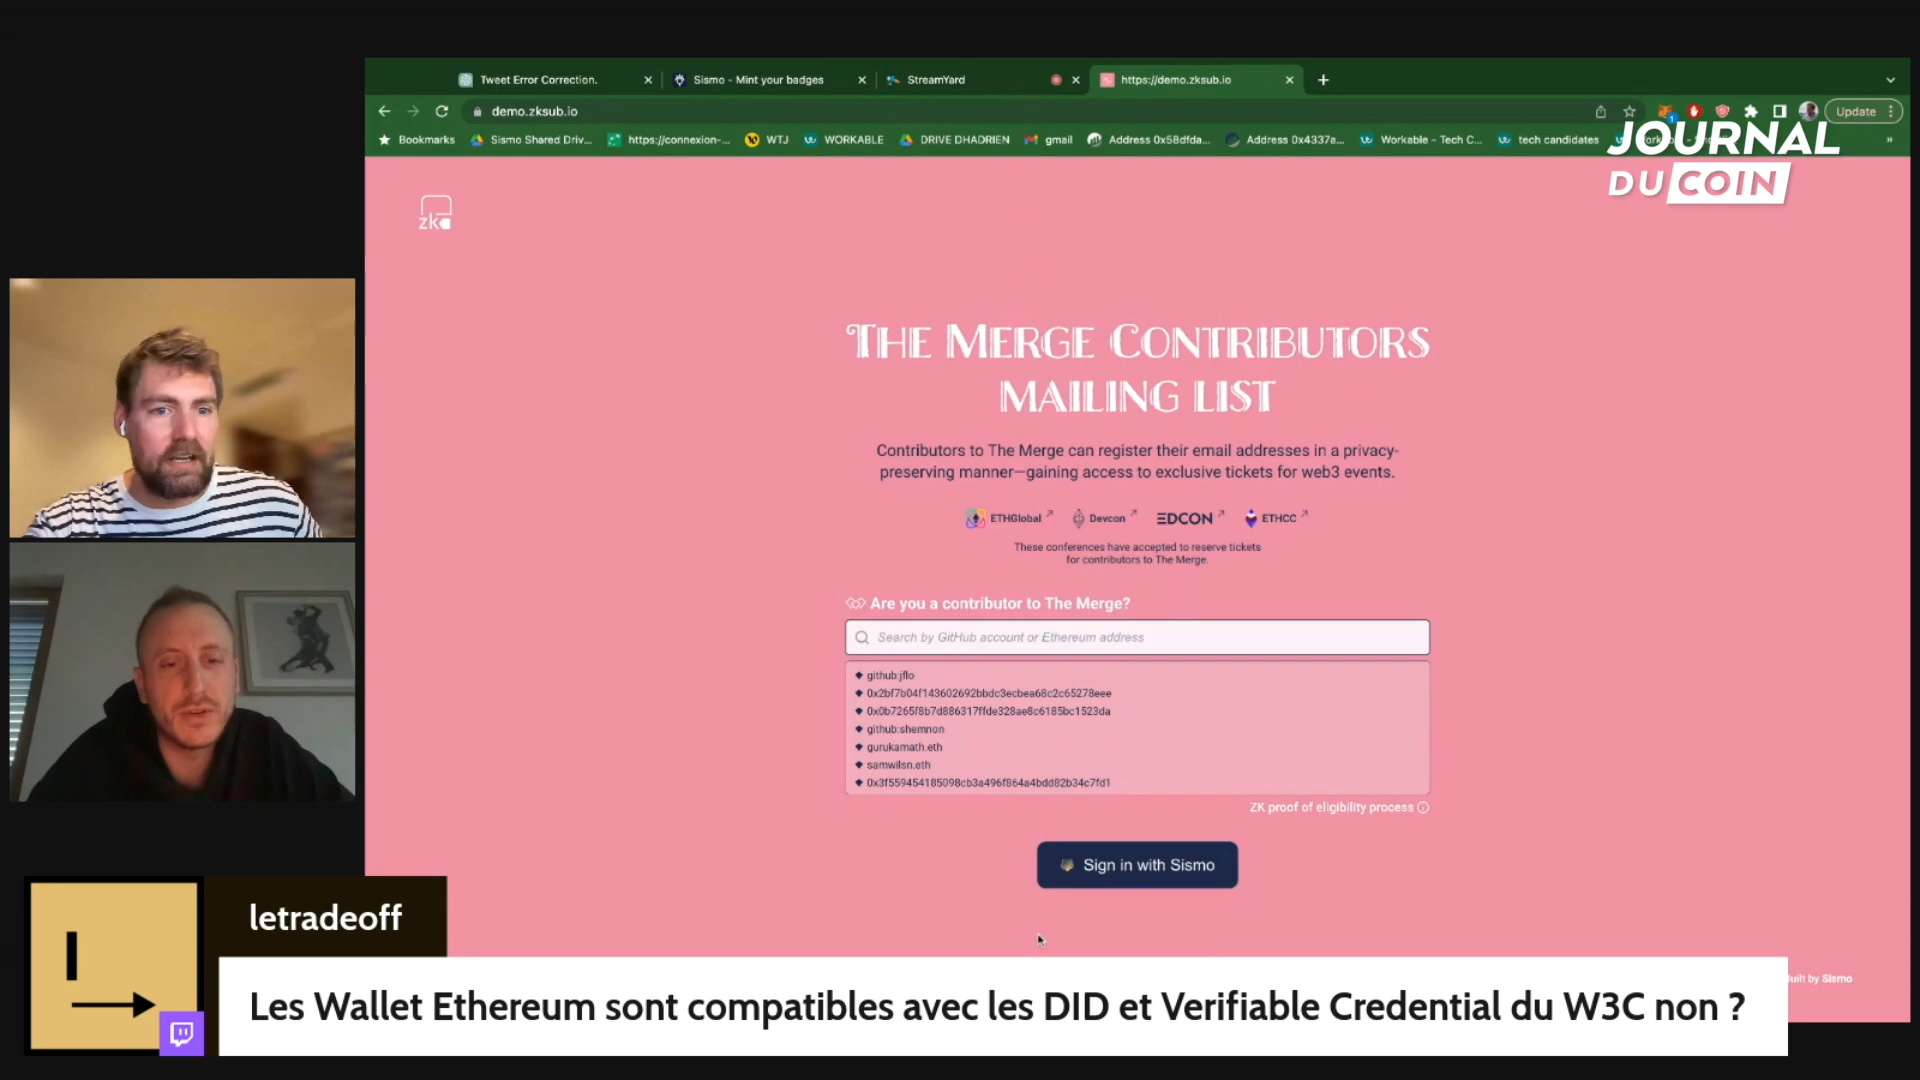 Tweet Error Correction.
Sismo - Mint your badges
StreamYard
https://demo.zksub.io
demo.zksub.io
Update
Bookmarks
Sismo Shared Driv...
https://connexion-...
WTJ
WORKABLE
DRIVE DHADRIEN
gmail
Address 0x58dfda...
Address 0x4337a...
Workable - Tech C...
tech candidates
JOURNAL
DU COIN
zk
THE MERGE CONTRIBUTORS
MAILING LIST
Contributors to The Merge can register their email addresses in a privacy-
preserving manner—gaining access to exclusive tickets for web3 events.
ETHGlobal
Devcon
EDCON
ETHCC
These conferences have accepted to reserve tickets
for contributors to The Merge.
Are you a contributor to The Merge?
Search by GitHub account or Ethereum address
github:jflo
0x2bf7b04f143602692bbdc3ecbea68c2c65278eee
0x0b7265f8b7d886317ffde328ae8c6185bc1523da
github:shemnon
gurukamath.eth
samwilsn.eth
0x3f559454185098cb3a496f864a4bdd82b34c7fd1
ZK proof of eligibility process
Sign in with Sismo
built by Sismo
letradeoff
Les Wallet Ethereum sont compatibles avec les DID et Verifiable Credential du W3C non ?